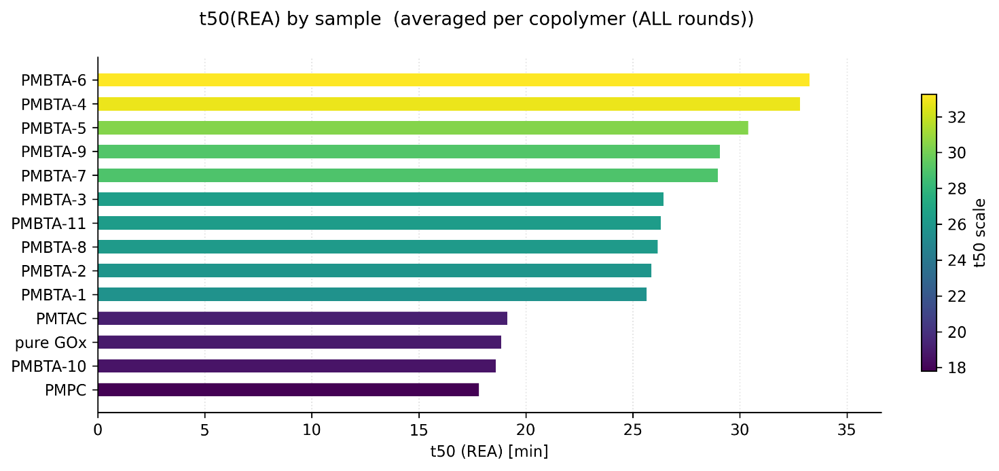 t50(REA) by sample  (averaged per copolymer (ALL rounds))
PMBTA-6
PMBTA-4
PMBTA-5
PMBTA-9
PMBTA-7
PMBTA-3
PMBTA-11
PMBTA-8
PMBTA-2
PMBTA-1
PMTAC
pure GOx
PMBTA-10
PMPC
0 5 10 15 20 25 30 35
t50 (REA) [min]
32
30
28
26
24
22
20
18
t50 scale